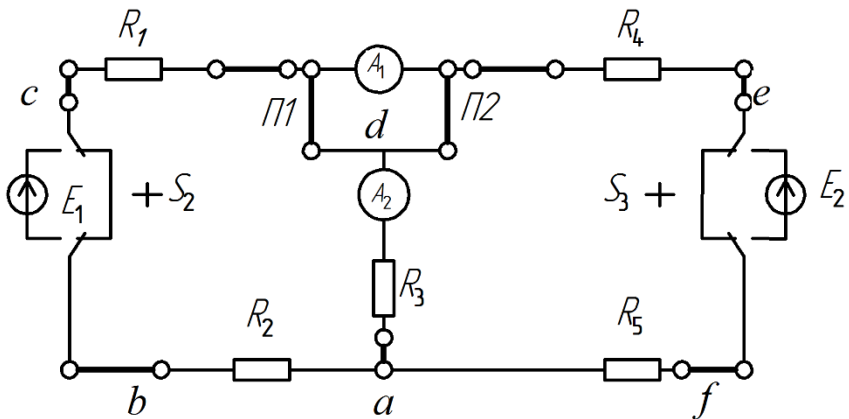 R₁ A₁ R₄
c П1 d П2 e
E₁ + S₂ A₂ S₃ + E₂
R₂ R₃ R₅
b a f